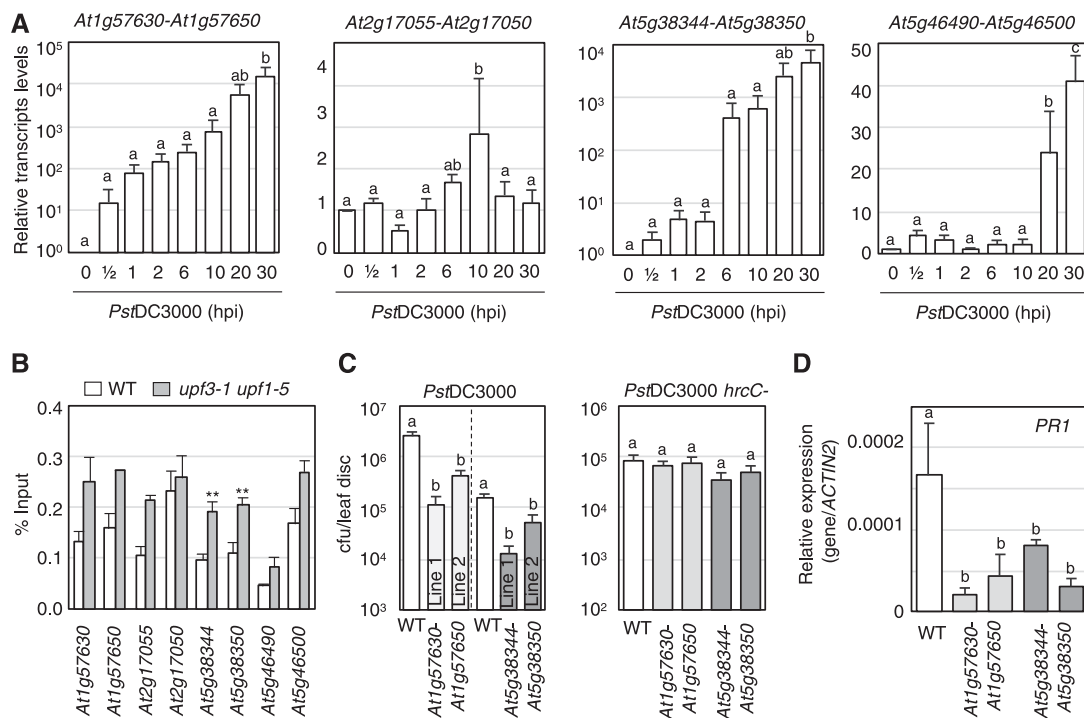 A
At1g57630-At1g57650
At2g17055-At2g17050
At5g38344-At5g38350
At5g46490-At5g46500
Relative transcripts levels
10⁵
10⁴
10³
10²
10¹
10⁰
a a a a a a ab b
0 ½ 1 2 6 10 20 30
PstDC3000 (hpi)
4
3
2
1
0
a a a a ab b a a
0 ½ 1 2 6 10 20 30
PstDC3000 (hpi)
10⁴
10³
10²
10¹
10⁰
a a a a a a ab b
0 ½ 1 2 6 10 20 30
PstDC3000 (hpi)
50
40
30
20
10
0
a a a a a a b c
0 ½ 1 2 6 10 20 30
PstDC3000 (hpi)
B
WT upf3-1 upf1-5
% Input
0.4
0.3
0.2
0.1
0.0
** **
At1g57630
At1g57650
At2g17055
At2g17050
At5g38344
At5g38350
At5g46490
At5g46500
C
PstDC3000
cfu/leaf disc
10⁷
10⁶
10⁵
10⁴
10³
a b b a b b
Line 1
Line 2
Line 1
Line 2
WT
At1g57630-
At1g57650
WT
At5g38344-
At5g38350
PstDC3000 hrcC-
10⁶
10⁵
10⁴
10³
10²
a a a a a
WT
At1g57630-
At1g57650
At5g38344-
At5g38350
D
PR1
Relative expression
(gene/ACTIN2)
0.0002
0.0001
0
a b b b b
WT
At1g57630-
At1g57650
At5g38344-
At5g38350